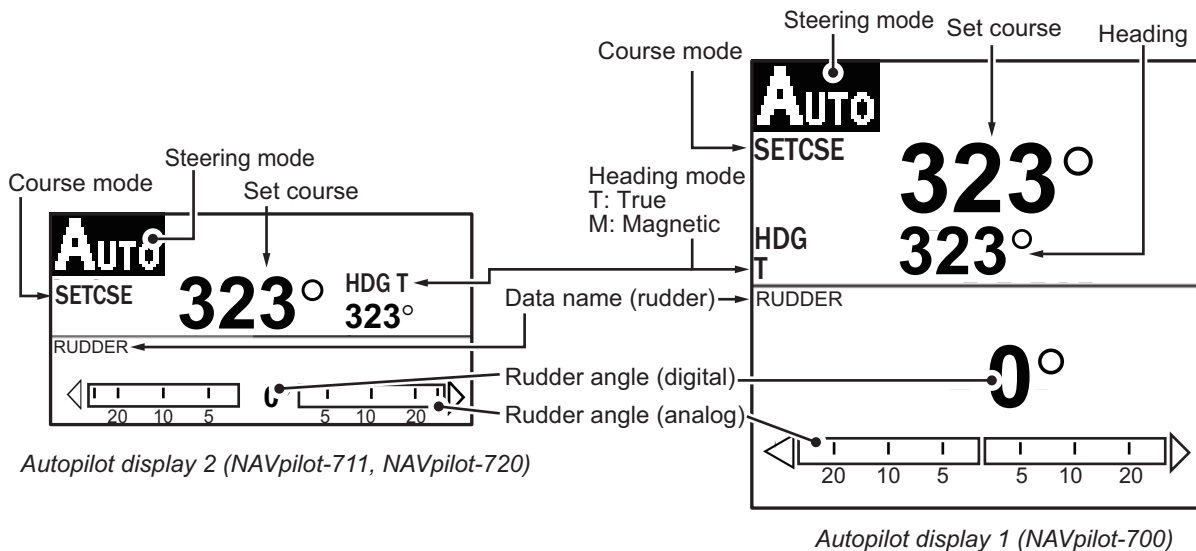 Steering mode
Course mode
Set course
AUTO
SETCSE
323°
HDG T
323°
RUDDER
0°
20 10 5
5 10 20
Autopilot display 2 (NAVpilot-711, NAVpilot-720)
Heading mode
T: True
M: Magnetic
Data name (rudder)
Rudder angle (digital)
Rudder angle (analog)
Steering mode
Set course
Heading
Course mode
AUTO
SETCSE
323°
HDG
T
323°
RUDDER
0°
20 10 5
5 10 20
Autopilot display 1 (NAVpilot-700)